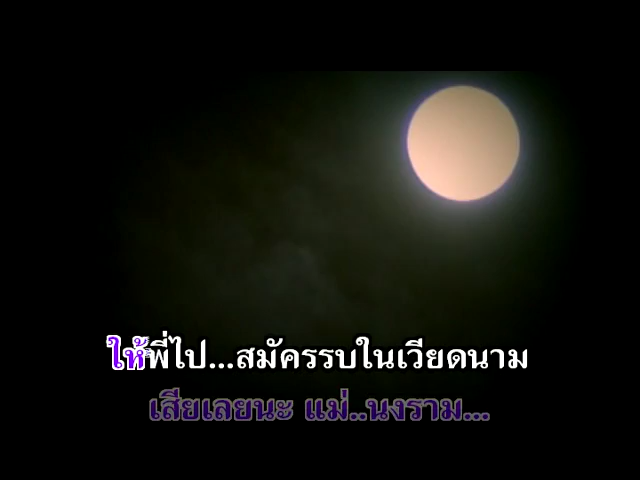 ให้พี่ไป...สมัครรบในเวียดนาม
เสียเลยนะ แม่..นงราม...